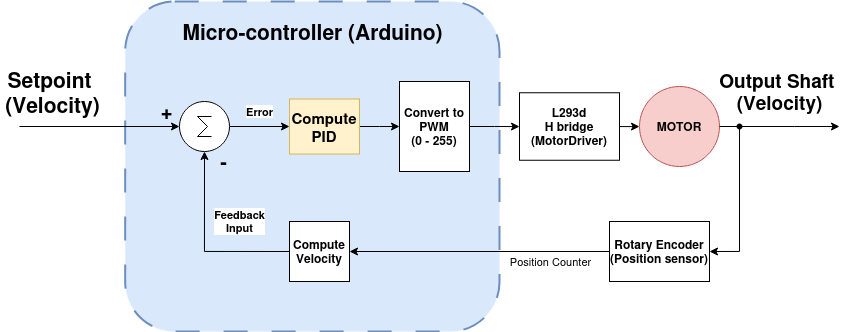 Micro-controller (Arduino)
Setpoint
(Velocity)
Output Shaft
(Velocity)
+
Σ
-
Error
Compute
PID
Convert to
PWM
(0 - 255)
L293d
H bridge
(MotorDriver)
MOTOR
Feedback
Input
Compute
Velocity
Position Counter
Rotary Encoder
(Position sensor)